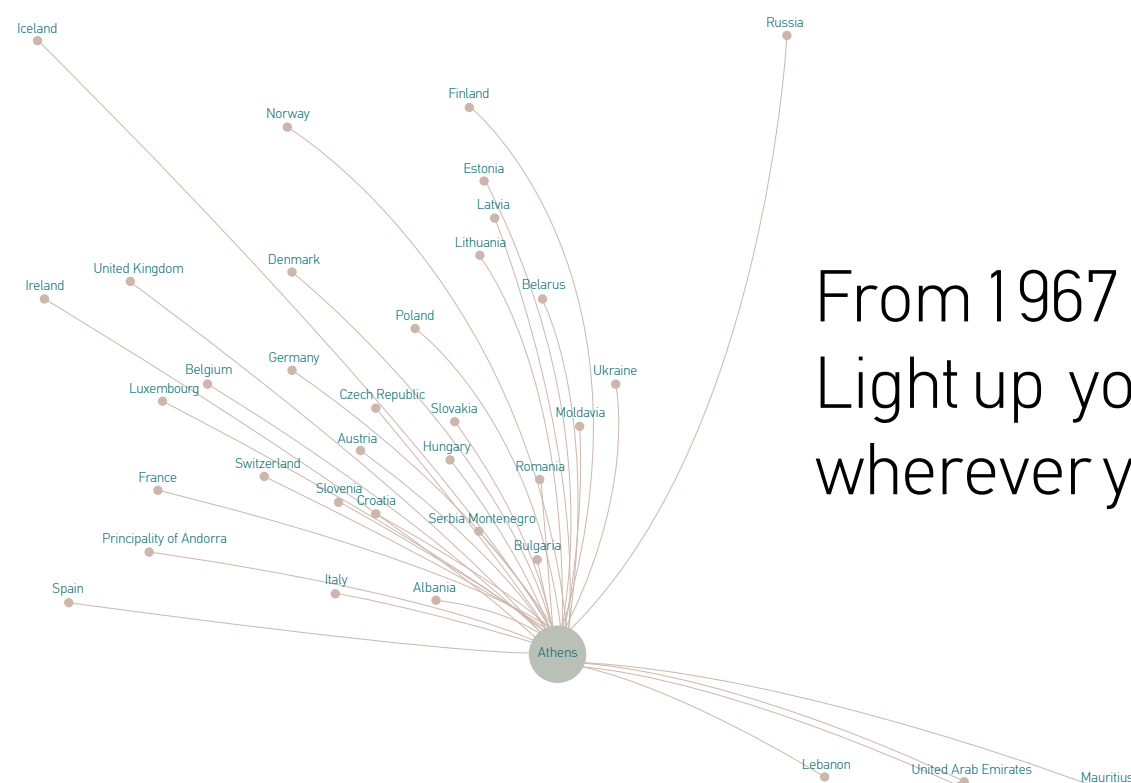 Iceland
Russia
Finland
Norway
Estonia
Latvia
Lithuania
Denmark
United Kingdom
Ireland
Belarus
Poland
From 1967
Germany
Belgium
Ukraine
Luxembourg
Czech Republic
Slovakia
Moldavia
Light up yo
Austria
Hungary
Switzerland
Romania
France
Slovenia
Croatia
wherever y
Serbia Montenegro
Principality of Andorra
Bulgaria
Italy
Albania
Spain
Athens
Lebanon
United Arab Emirates
Mauritius